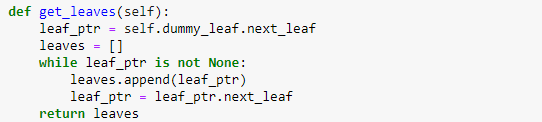 def get_leaves(self):
    leaf_ptr = self.dummy_leaf.next_leaf
    leaves = []
    while leaf_ptr is not None:
        leaves.append(leaf_ptr)
        leaf_ptr = leaf_ptr.next_leaf
    return leaves